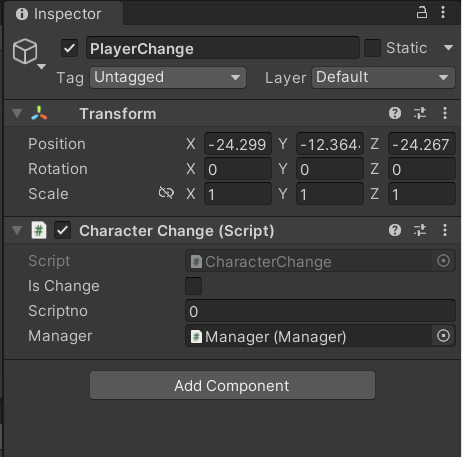 Inspector
PlayerChange Static
Tag Untagged Layer Default
Transform
Position X -24.299 Y -12.364 Z -24.267
Rotation X 0 Y 0 Z 0
Scale X 1 Y 1 Z 1
# Character Change (Script)
Script # CharacterChange
Is Change
Scriptno 0
Manager # Manager (Manager)
Add Component